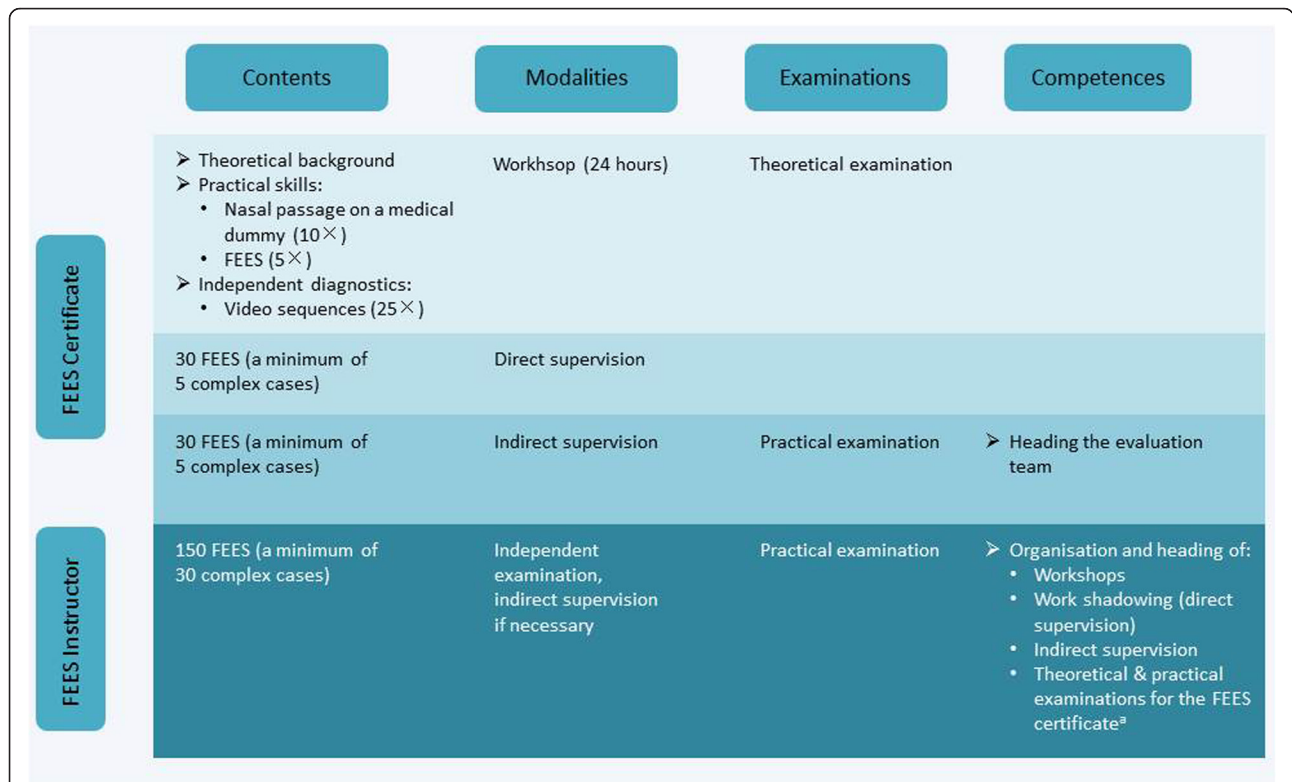 Contents
Modalities
Examinations
Competences
FEES Certificate
➢ Theoretical background
➢ Practical skills:
• Nasal passage on a medical
dummy (10×)
• FEES (5×)
➢ Independent diagnostics:
• Video sequences (25×)
Workhsop (24 hours)
Theoretical examination
30 FEES (a minimum of
5 complex cases)
Direct supervision
30 FEES (a minimum of
5 complex cases)
Indirect supervision
Practical examination
➢ Heading the evaluation
team
FEES Instructor
150 FEES (a minimum of
30 complex cases)
Independent
examination,
indirect supervision
if necessary
Practical examination
➢ Organisation and heading of:
• Workshops
• Work shadowing (direct
supervision)
• Indirect supervision
• Theoretical & practical
examinations for the FEES
certificateª